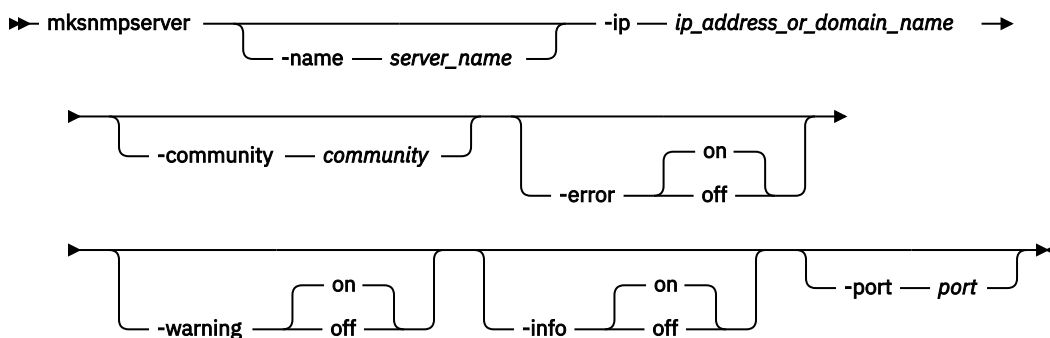 mksnmpserver -name server_name -ip ip_address_or_domain_name
-community community -error on off
-warning on off -info on off -port port